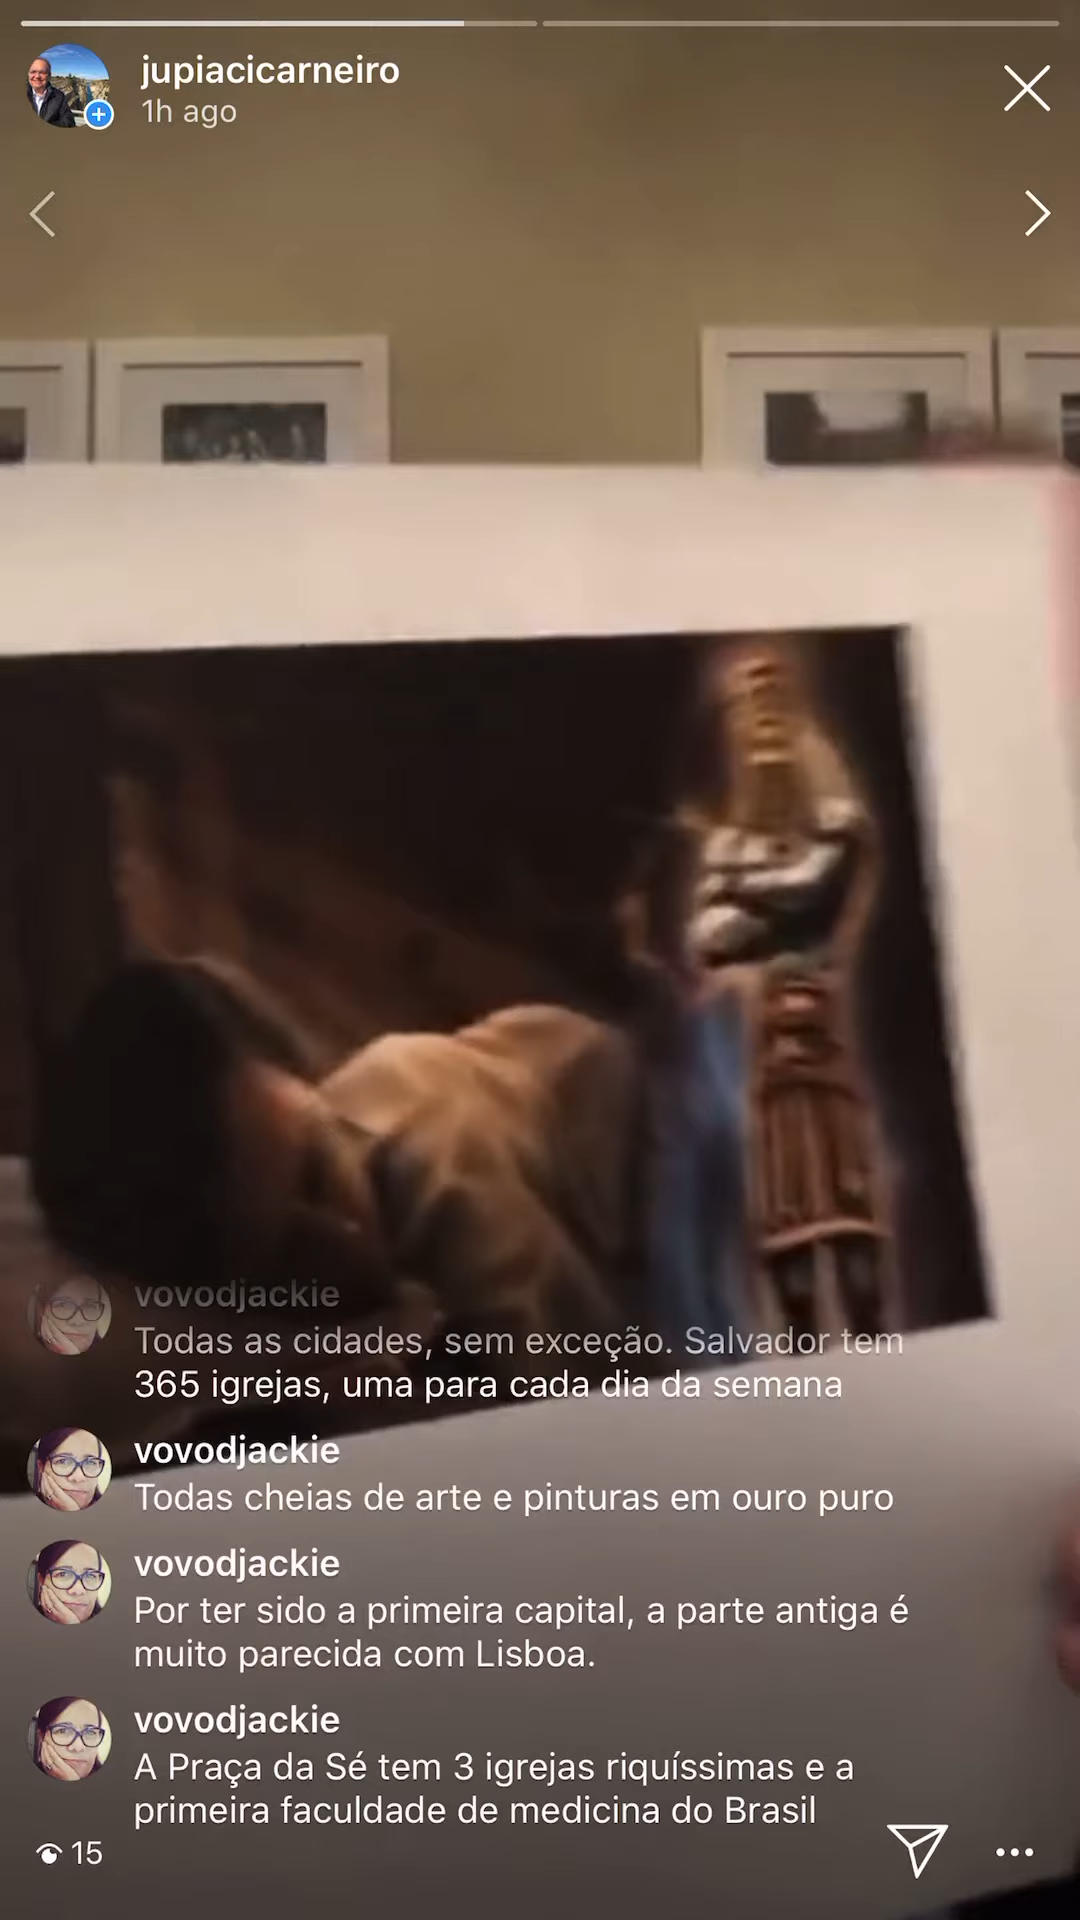 jupiacicarneiro
1h ago
vovodjackie
Todas as cidades, sem exceção. Salvador tem
365 igrejas, uma para cada dia da semana
vovodjackie
Todas cheias de arte e pinturas em ouro puro
vovodjackie
Por ter sido a primeira capital, a parte antiga é
muito parecida com Lisboa.
vovodjackie
A Praça da Sé tem 3 igrejas riquíssimas e a
primeira faculdade de medicina do Brasil
15